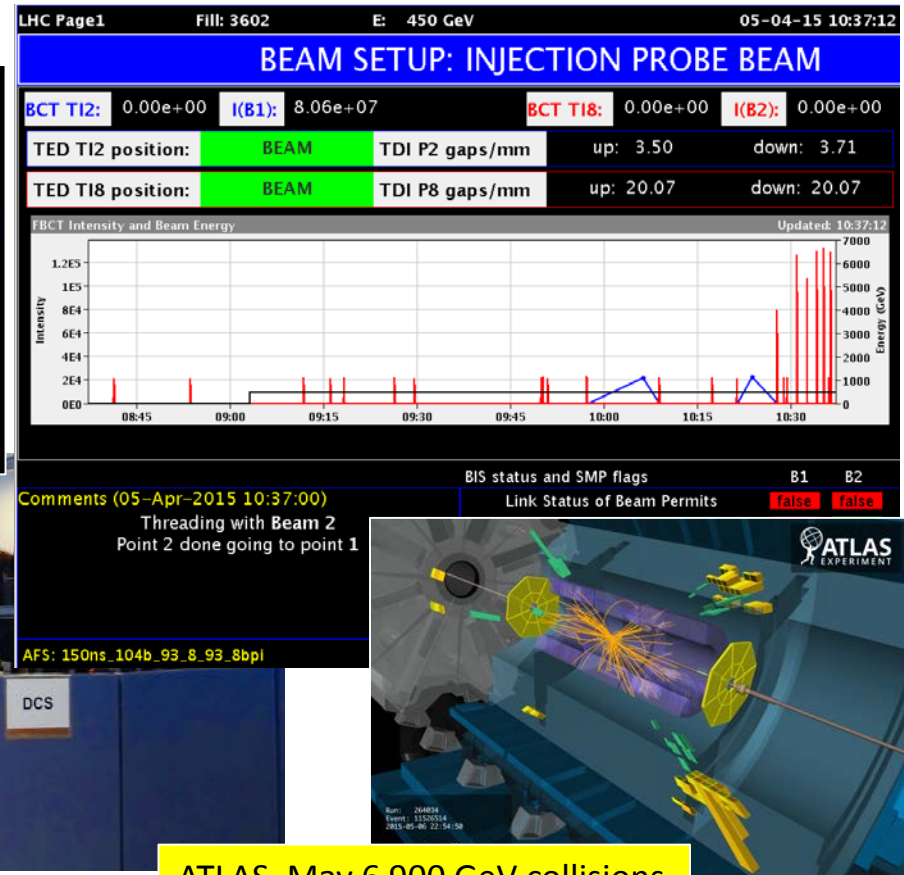 LHC Page1 Fill: 3602 E: 450 GeV 05-04-15 10:37:12
BEAM SETUP: INJECTION PROBE BEAM
BCT TI2: 0.00e+00 I(B1): 8.06e+07 BCT TI8: 0.00e+00 I(B2): 0.00e+00
TED TI2 position: BEAM TDI P2 gaps/mm up: 3.50 down: 3.71
TED TI8 position: BEAM TDI P8 gaps/mm up: 20.07 down: 20.07
FBCT Intensity and Beam Energy Updated: 10:37:12
7000
1.2E5 6000
1E5 5000
8E4 4000
6E4 3000
4E4 2000
2E4 1000
0E0 0
Intensity
Energy (GeV)
08:45 09:00 09:15 09:30 09:45 10:00 10:15 10:30
BIS status and SMP flags B1 B2
Comments (05-Apr-2015 10:37:00)
Link Status of Beam Permits false false
Threading with Beam 2
Point 2 done going to point 1
AFS: 150ns_104b_93_8_93_8bpi
ATLAS
EXPERIMENT
DCS
Run: 264034
Event: 11526514
2015-05-06 22:54:50
ATLAS, May 6 900 GeV collisions